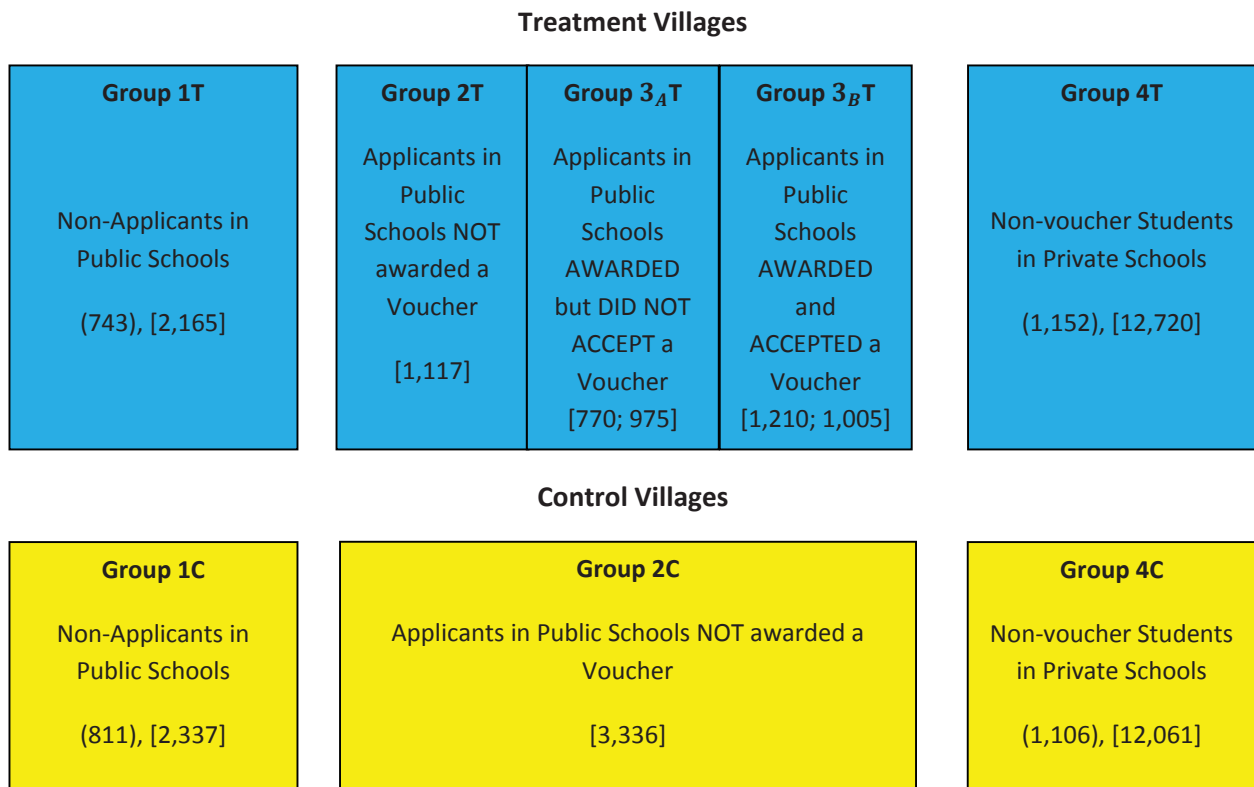 Treatment Villages
Group 1T
Non-Applicants in
Public Schools
(743), [2,165]
Group 2T
Applicants in
Public
Schools NOT
awarded a
Voucher
[1,117]
Group 3_A T
Applicants in
Public
Schools
AWARDED
but DID NOT
ACCEPT a
Voucher
[770; 975]
Group 3_B T
Applicants in
Public
Schools
AWARDED
and
ACCEPTED a
Voucher
[1,210; 1,005]
Group 4T
Non-voucher Students
in Private Schools
(1,152), [12,720]
Control Villages
Group 1C
Non-Applicants in
Public Schools
(811), [2,337]
Group 2C
Applicants in Public Schools NOT awarded a
Voucher
[3,336]
Group 4C
Non-voucher Students
in Private Schools
(1,106), [12,061]